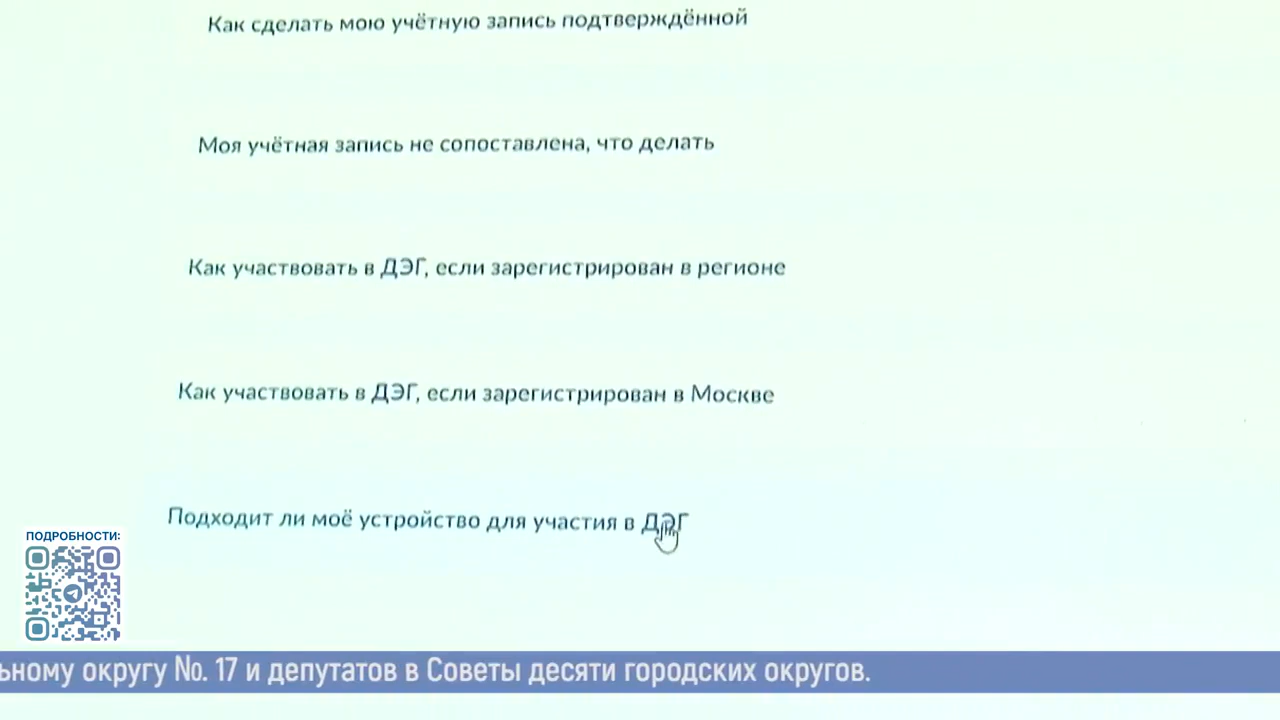 Как сделать мою учётную запись подтверждённой
Моя учётная запись не сопоставлена, что делать
Как участвовать в ДЭГ, если зарегистрирован в регионе
Как участвовать в ДЭГ, если зарегистрирован в Москве
Подходит ли моё устройство для участия в ДЭГ
ПОДРОБНОСТИ:
ьному округу №. 17 и депутатов в Советы десяти городских округов.